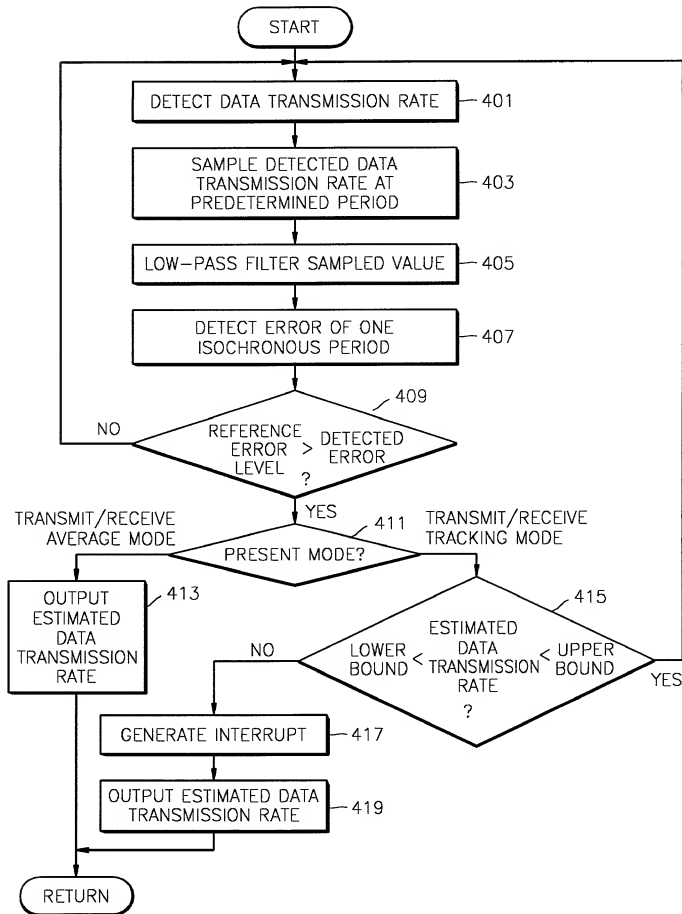 START
DETECT DATA TRANSMISSION RATE
401
SAMPLE DETECTED DATA
TRANSMISSION RATE AT
PREDETERMINED PERIOD
403
LOW-PASS FILTER SAMPLED VALUE
405
DETECT ERROR OF ONE
ISOCHRONOUS PERIOD
407
409
NO
REFERENCE
ERROR
LEVEL
>
DETECTED
ERROR
?
YES
TRANSMIT/RECEIVE
AVERAGE MODE
411
PRESENT MODE?
TRANSMIT/RECEIVE
TRACKING MODE
OUTPUT
ESTIMATED
DATA
TRANSMISSION
RATE
413
415
NO
LOWER
BOUND
<
ESTIMATED
DATA
TRANSMISSION
RATE
<
UPPER
BOUND
?
YES
GENERATE INTERRUPT
417
OUTPUT ESTIMATED DATA
TRANSMISSION RATE
419
RETURN